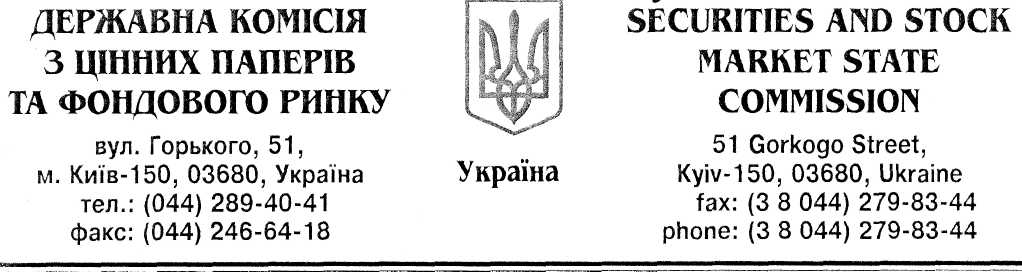 ДЕРЖАВНА КОМІСІЯ
З ЦІННИХ ПАПЕРІВ
ТА ФОНДОВОГО РИНКУ
вул. Горького, 51,
м. Київ-150, 03680, Україна
тел.: (044) 289-40-41
факс: (044) 246-64-18
Україна
SECURITIES AND STOCK
MARKET STATE
COMMISSION
51 Gorkogo Street,
Kyiv-150, 03680, Ukraine
fax: (3 8 044) 279-83-44
phone: (3 8 044) 279-83-44